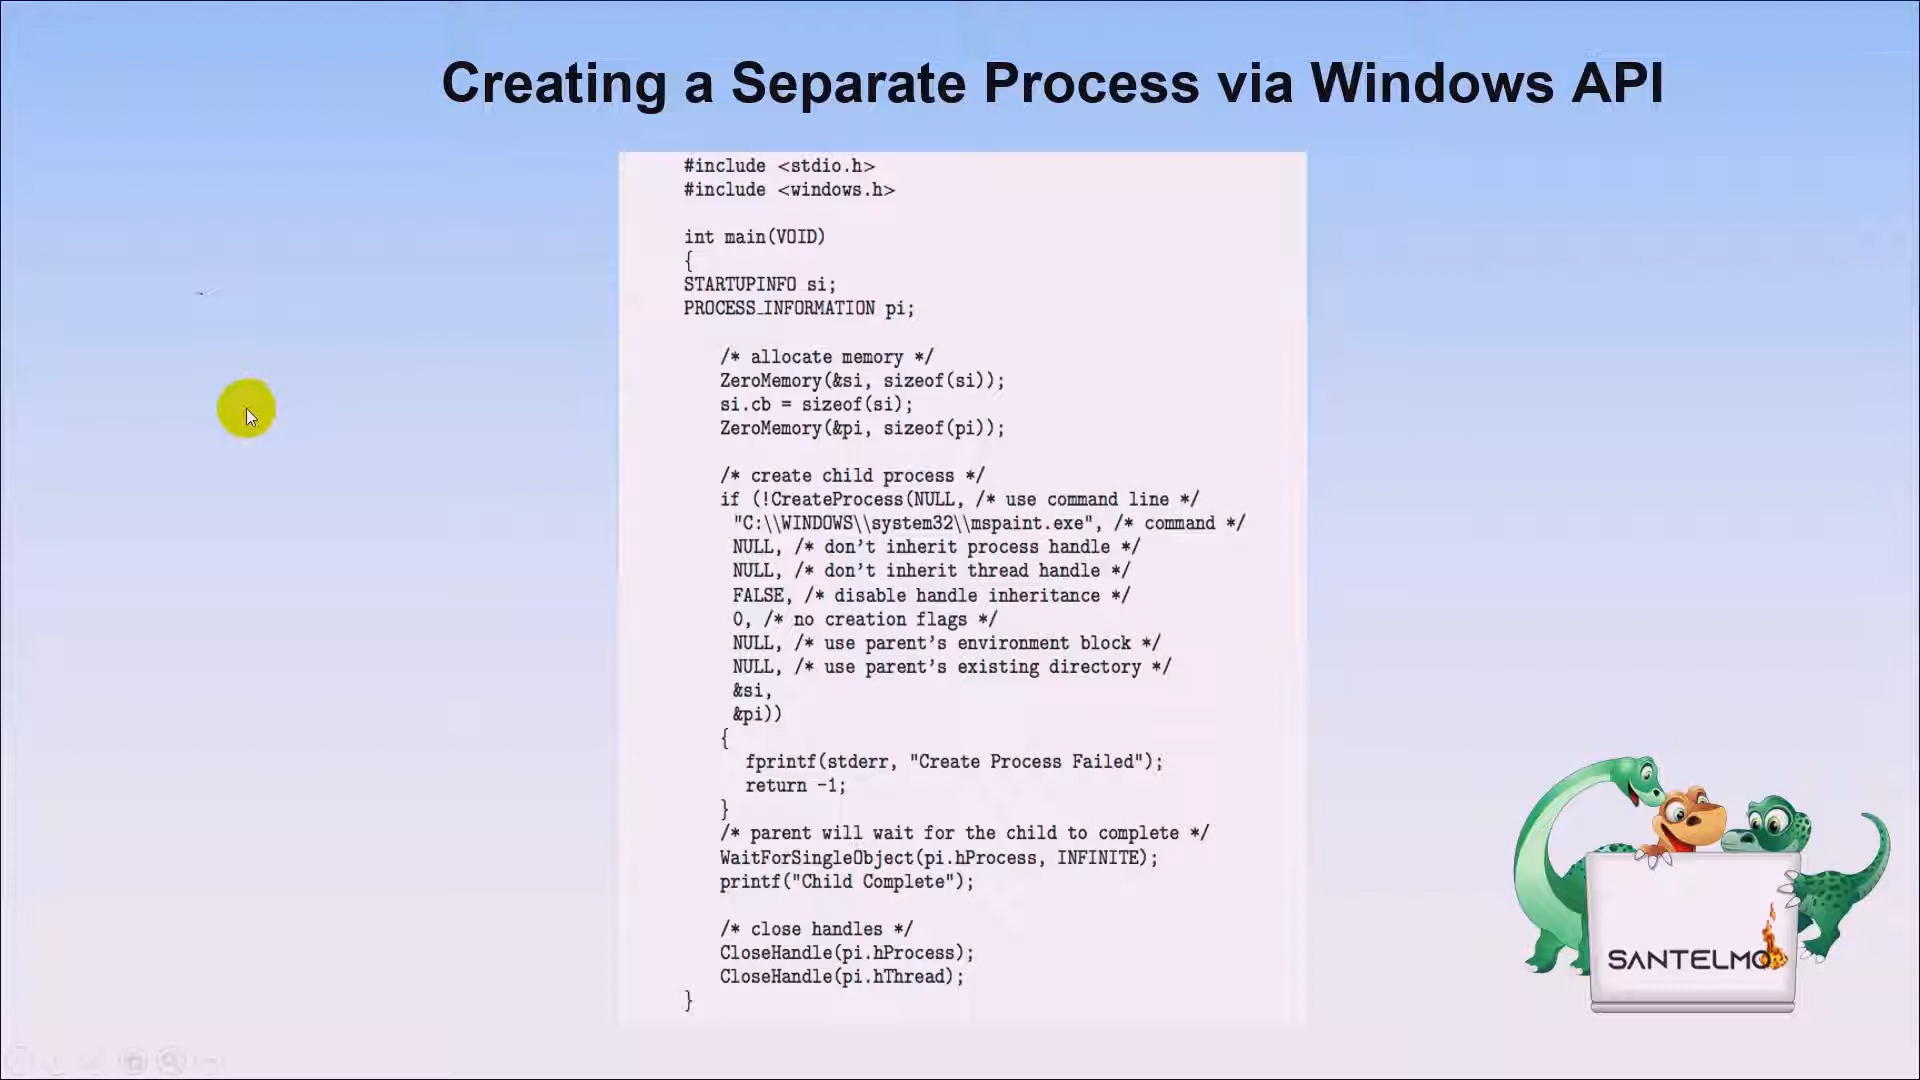 Creating a Separate Process via Windows API
#include <stdio.h>
#include <windows.h>
int main(VOID)
{
STARTUPINFO si;
PROCESS_INFORMATION pi;
/* allocate memory */
ZeroMemory(&si, sizeof(si));
si.cb = sizeof(si);
ZeroMemory(&pi, sizeof(pi));
/* create child process */
if (!CreateProcess(NULL, /* use command line */
"C:\\WINDOWS\\system32\\mspaint.exe", /* command */
NULL, /* don't inherit process handle */
NULL, /* don't inherit thread handle */
FALSE, /* disable handle inheritance */
0, /* no creation flags */
NULL, /* use parent's environment block */
NULL, /* use parent's existing directory */
&si,
&pi))
{
fprintf(stderr, "Create Process Failed");
return -1;
}
/* parent will wait for the child to complete */
WaitForSingleObject(pi.hProcess, INFINITE);
printf("Child Complete");
/* close handles */
CloseHandle(pi.hProcess);
CloseHandle(pi.hThread);
}
SANTELMO